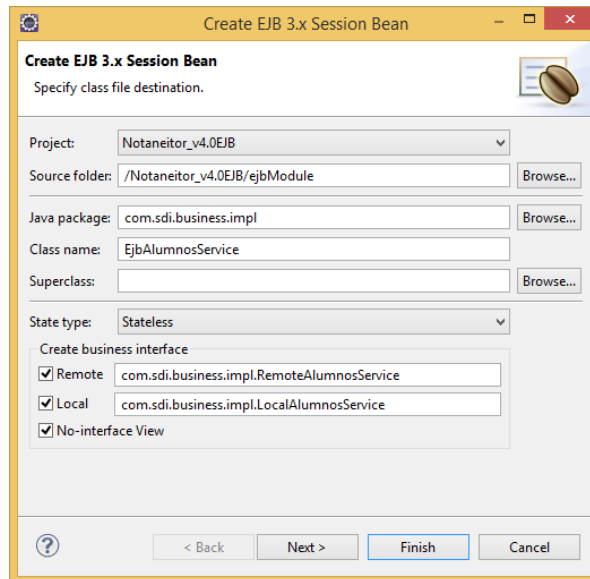 Create EJB 3.x Session Bean
Create EJB 3.x Session Bean
Specify class file destination.
Project: Notaneitor_v4.0EJB
Source folder: /Notaneitor_v4.0EJB/ejbModule Browse...
Java package: com.sdi.business.impl Browse...
Class name: EjbAlumnosService
Superclass: Browse...
State type: Stateless
Create business interface
Remote com.sdi.business.impl.RemoteAlumnosService
Local com.sdi.business.impl.LocalAlumnosService
No-interface View
? < Back Next > Finish Cancel